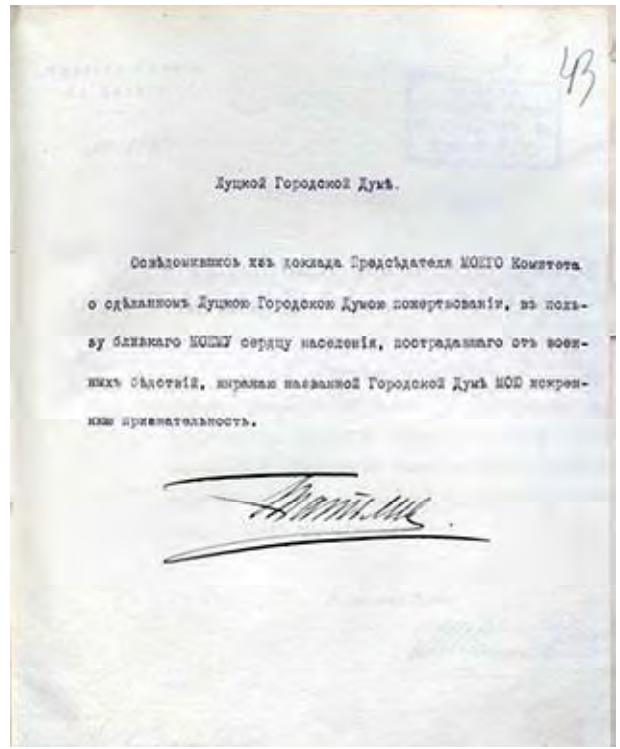 43
Луцкой Городской Думѣ.
Освѣдомившись изъ доклада Предсѣдателя МОЕГО Комитета
о сдѣланномъ Луцкою Городскою Думою пожертвованіи, въ поль-
зу близкаго МОЕМУ сердцу населенія, пострадавшаго отъ воен-
ныхъ бѣдствій, выражаю названной Городской Думѣ МОЮ искрен-
нюю признательность.
Татьяна